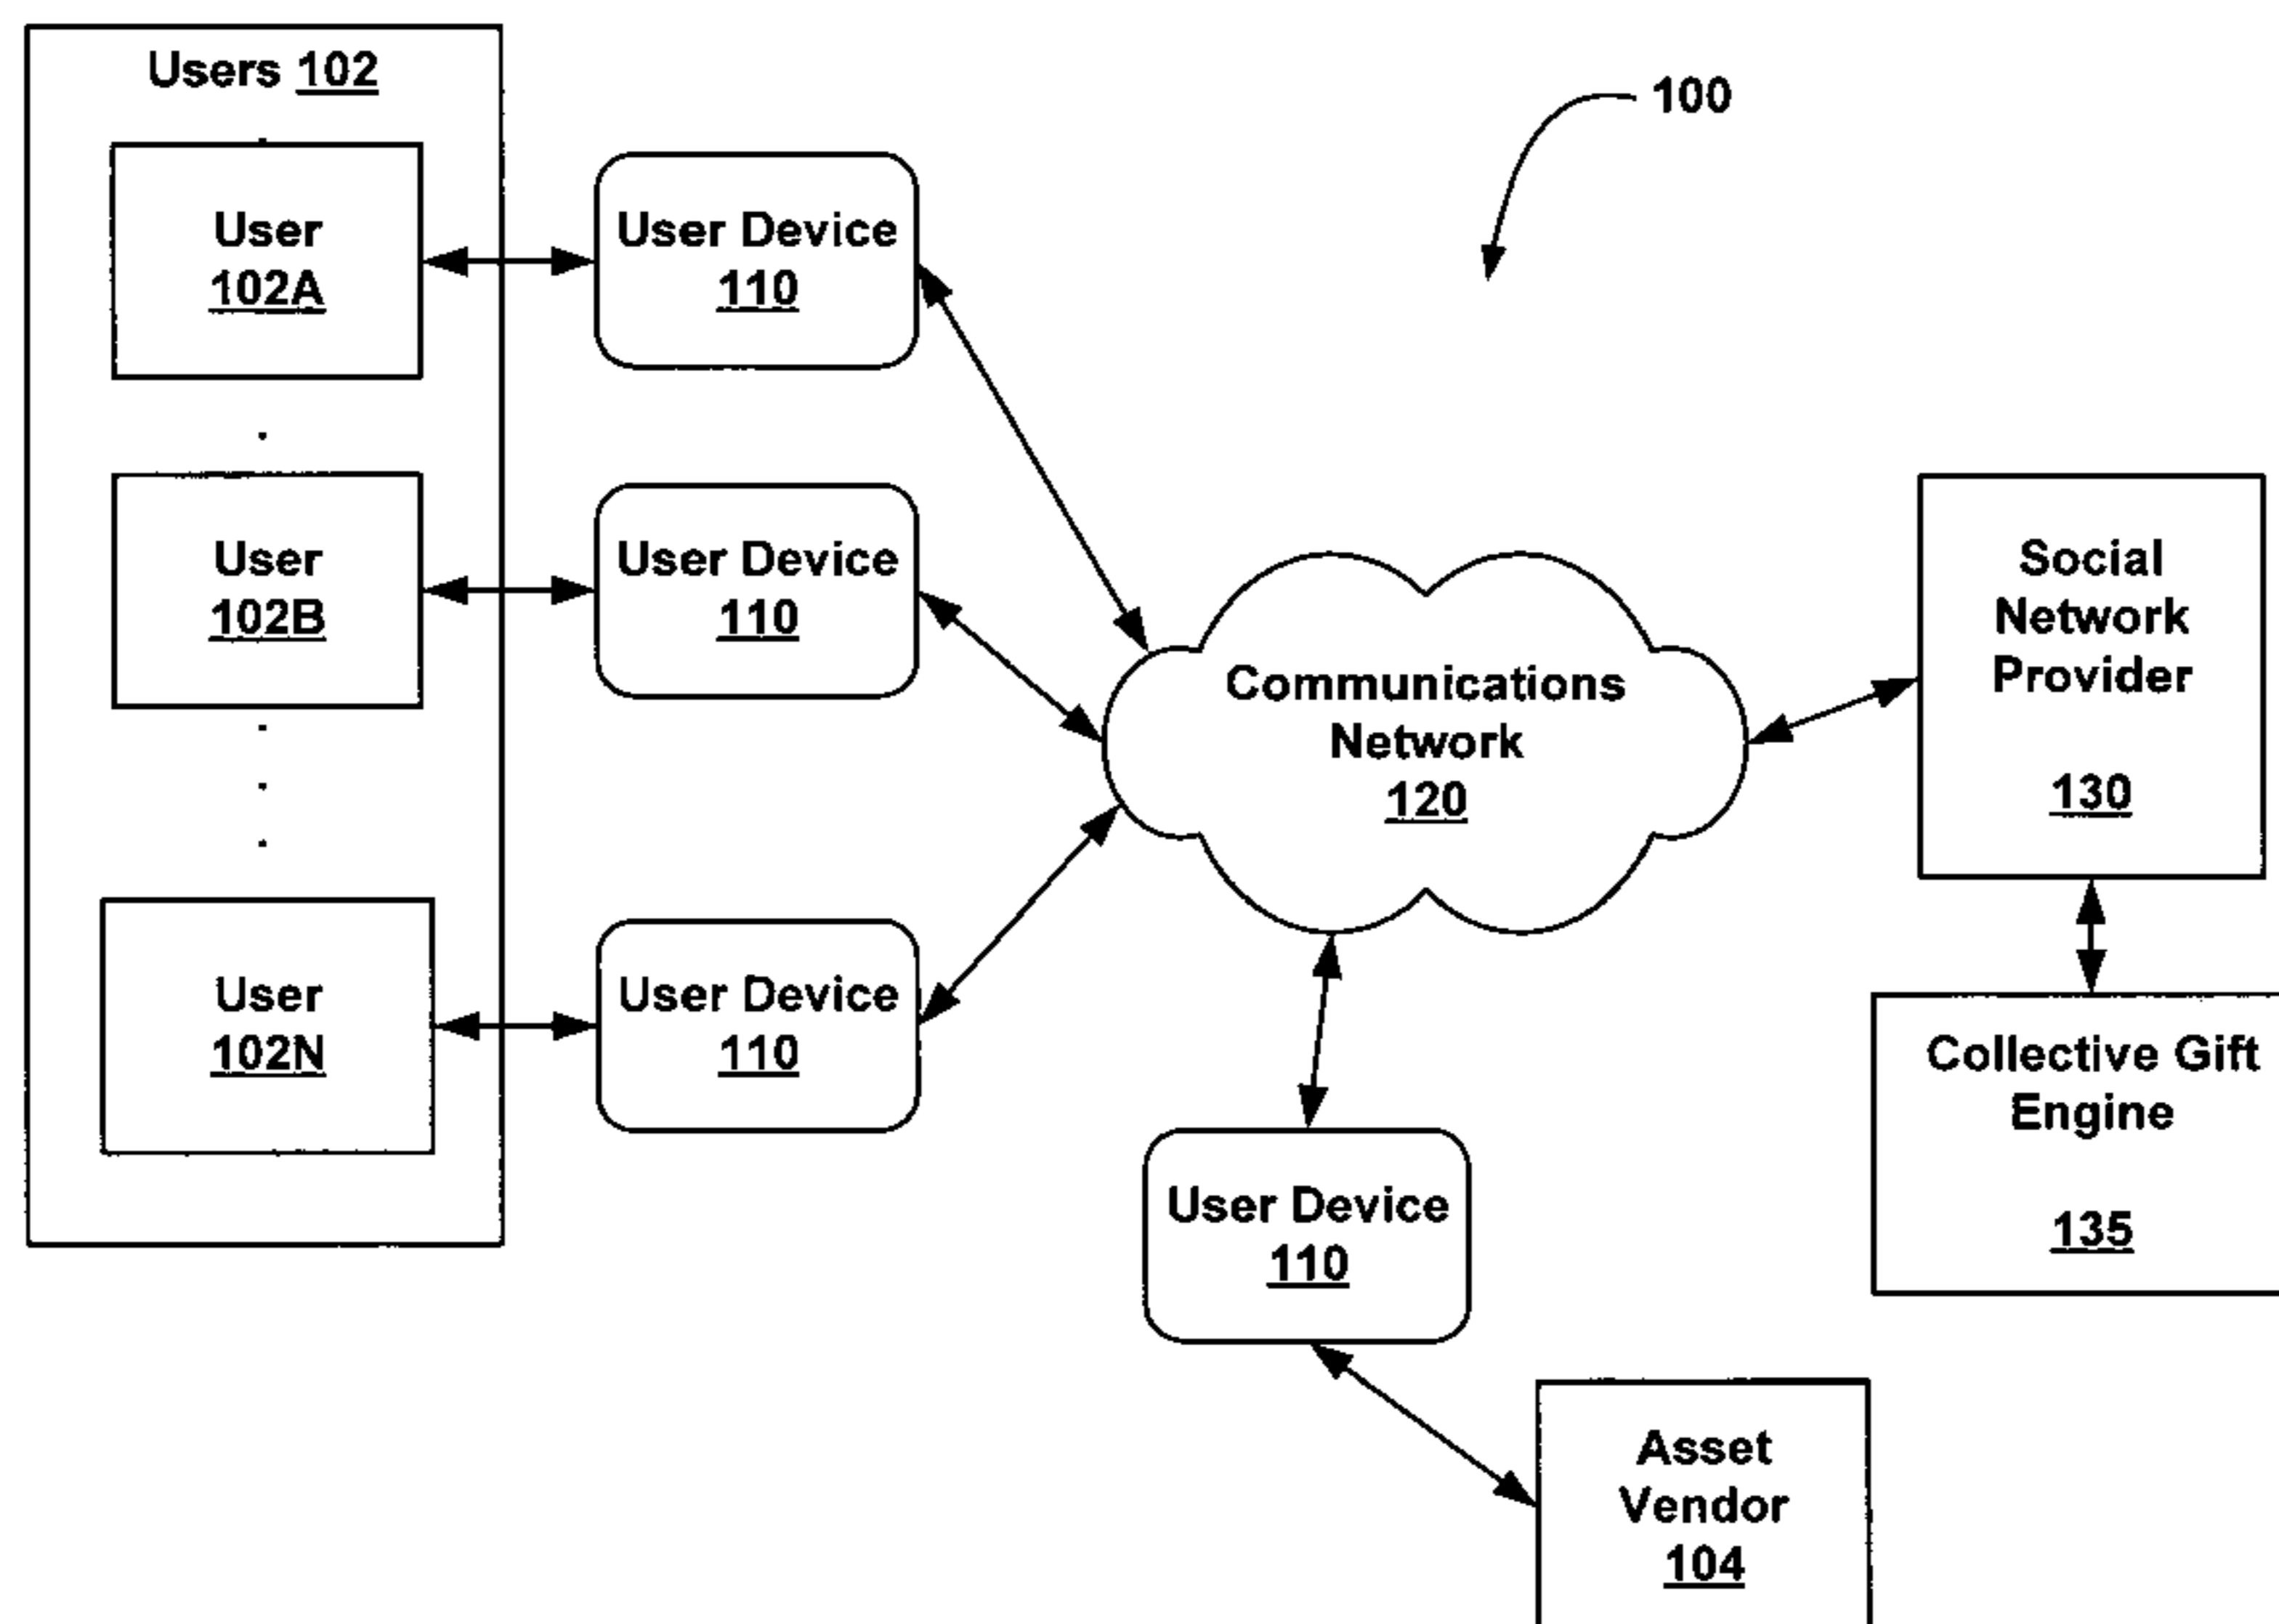 Users 102
100
User
102A
User Device
110
User
102B
User Device
110
User
102N
User Device
110
Communications
Network
120
Social
Network
Provider
130
Collective Gift
Engine
135
User Device
110
Asset
Vendor
104